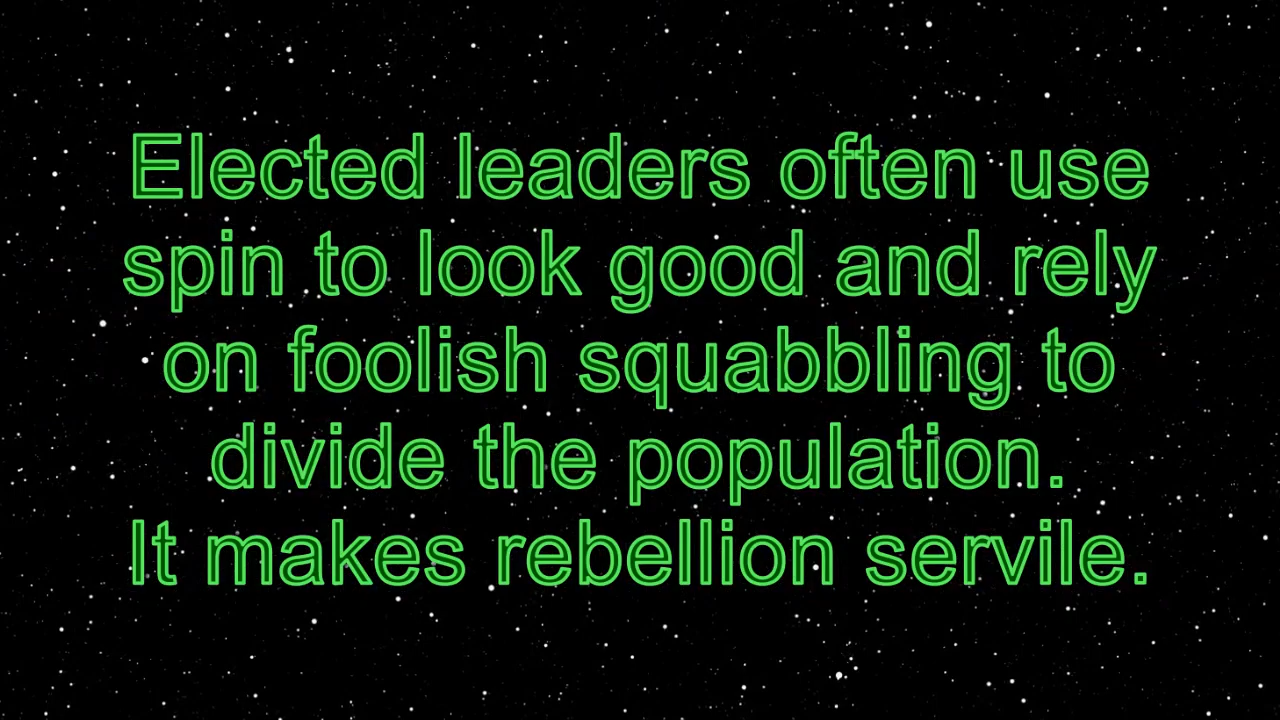 Elected leaders often use
spin to look good and rely
on foolish squabbling to
divide the population.
It makes rebellion servile.